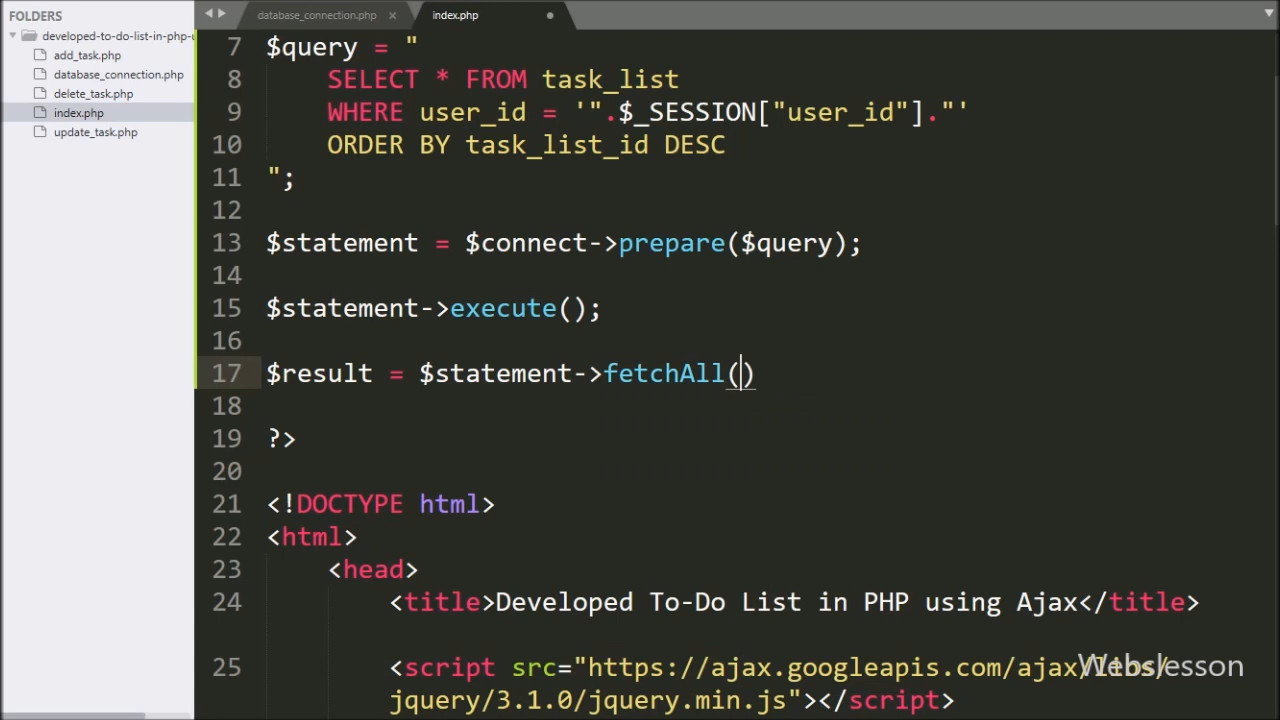 FOLDERS
developed-to-do-list-in-php-u
add_task.php
database_connection.php
delete_task.php
index.php
update_task.php
database_connection.php ×
index.php
7 $query = "
8 SELECT * FROM task_list
9 WHERE user_id = '".$_SESSION["user_id"]."'
10 ORDER BY task_list_id DESC
11 ";
12
13 $statement = $connect->prepare($query);
14
15 $statement->execute();
16
17 $result = $statement->fetchAll()
18
19 ?>
20
21 <!DOCTYPE html>
22 <html>
23 <head>
24 <title>Developed To-Do List in PHP using Ajax</title>
25 <script src="https://ajax.googleapis.com/ajax/libs/
jquery/3.1.0/jquery.min.js"></script>
Webslesson